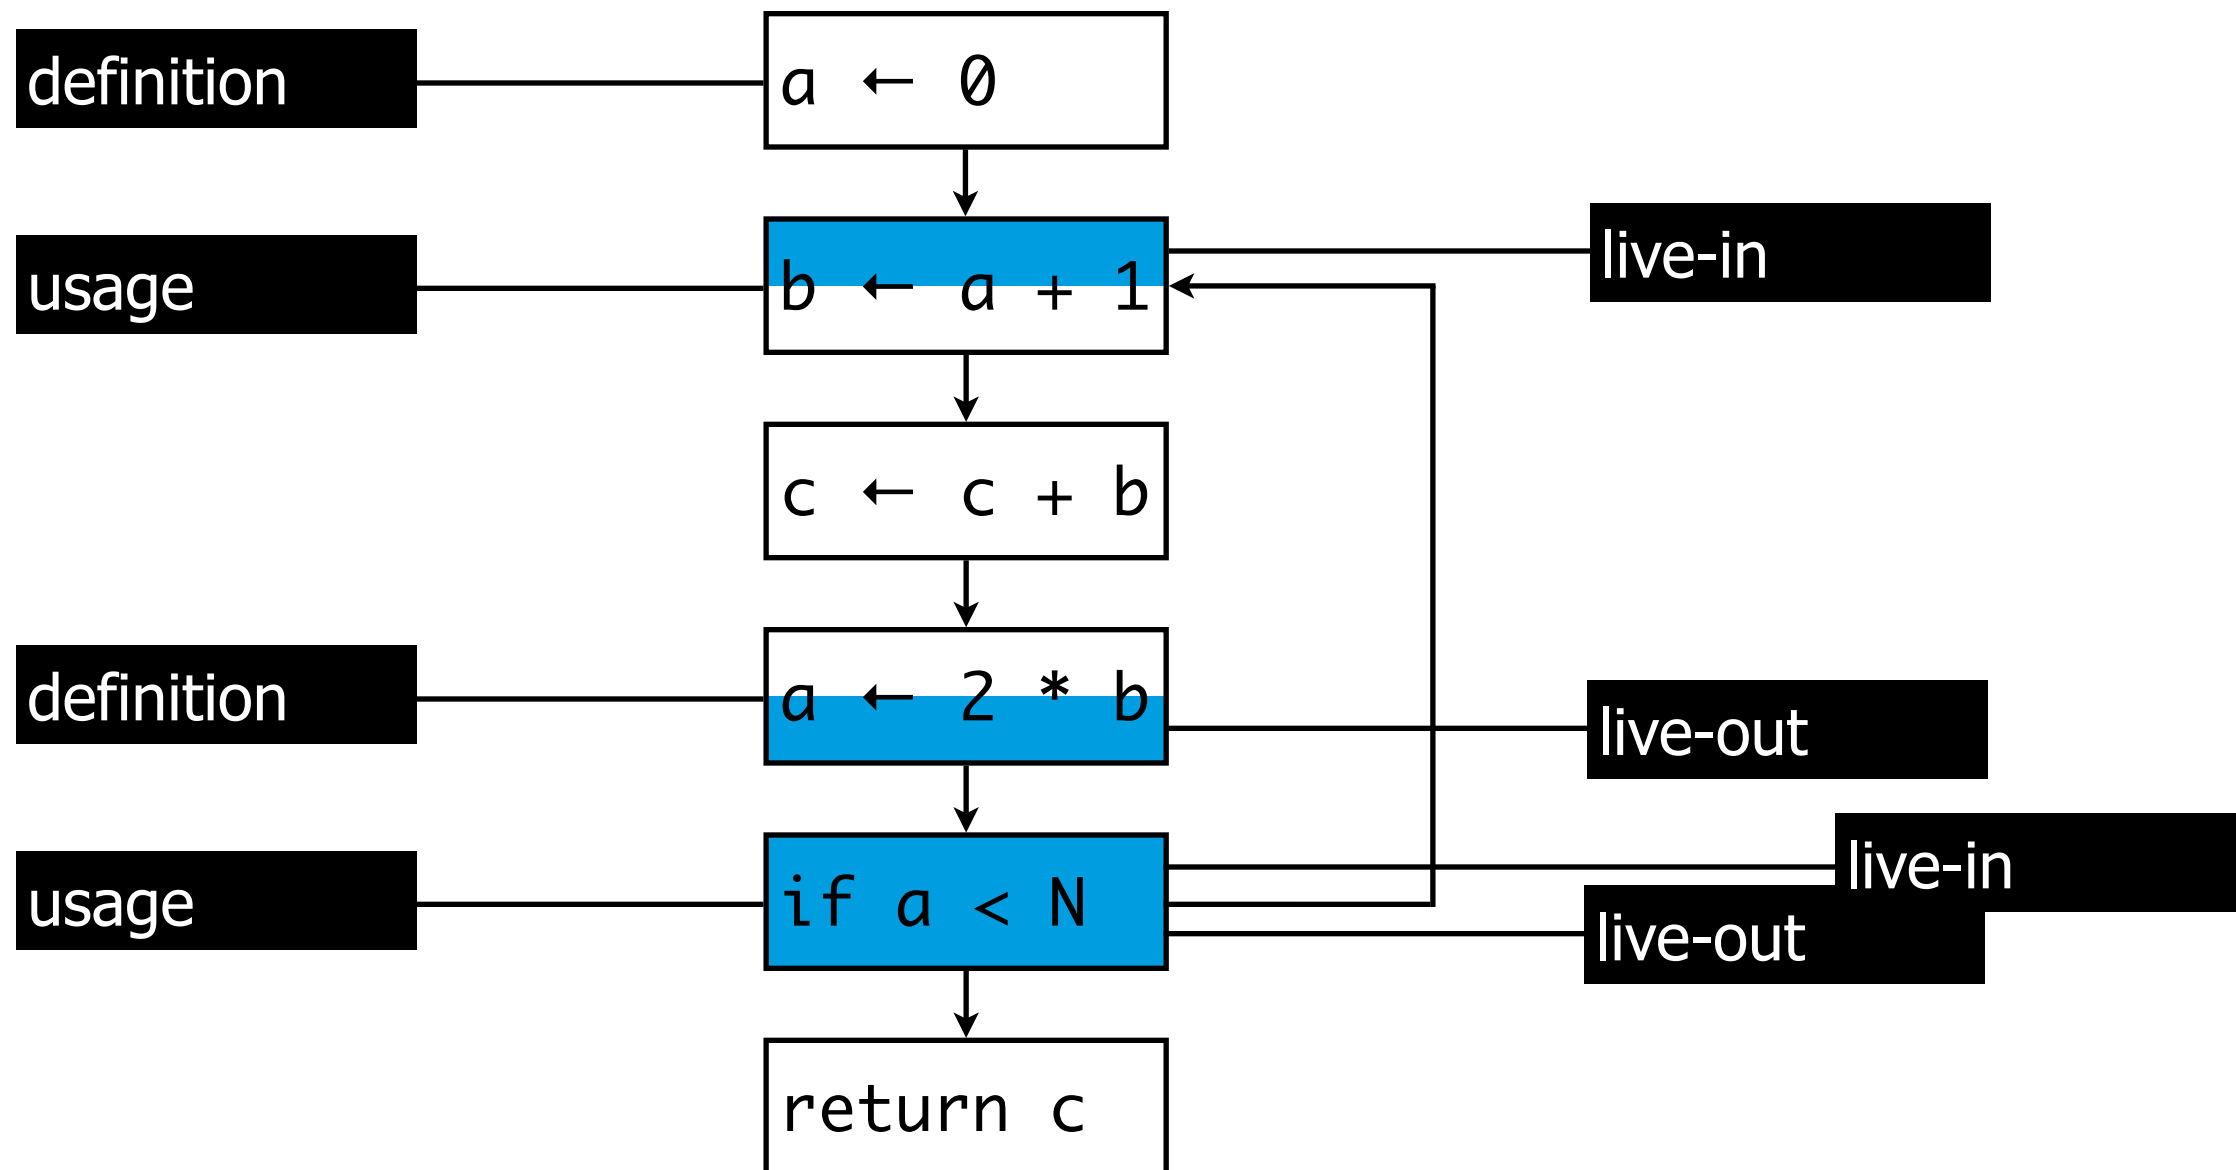 definition
a ← 0
usage
b ← a + 1
live-in
c ← c + b
definition
a ← 2 * b
live-out
usage
if a < N
live-in
live-out
return c